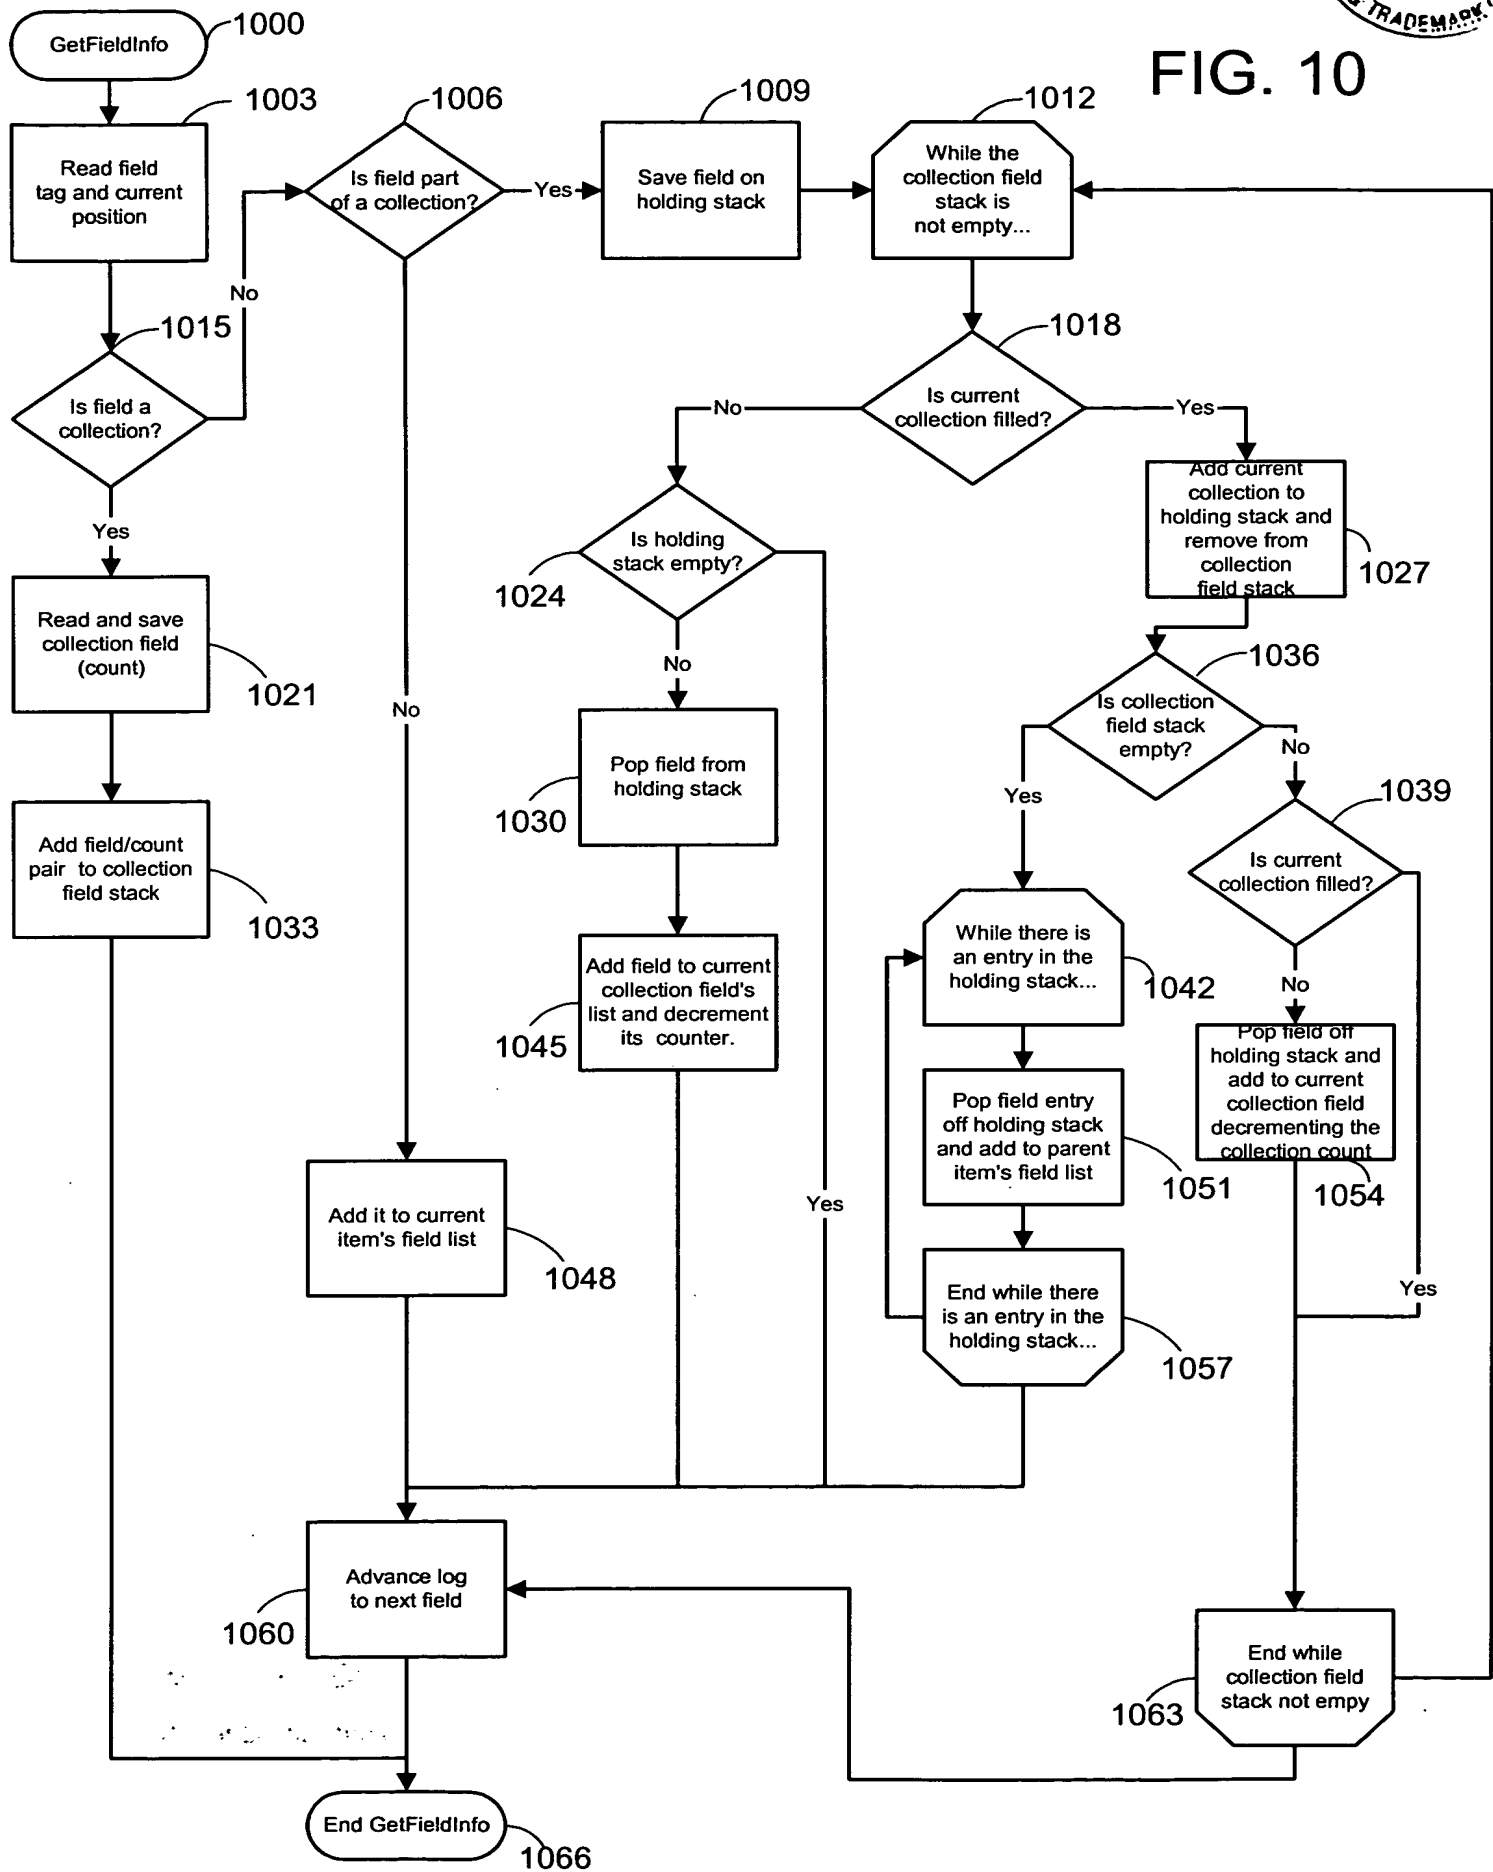 TRADEMARK
FIG. 10
GetFieldInfo
1000
1003
Read field
tag and current
position
1006
Is field part
of a collection?
Yes
1009
Save field on
holding stack
1012
While the
collection field
stack is
not empty...
No
1015
Is field a
collection?
Yes
1018
Is current
collection filled?
No
Yes
Add current
collection to
holding stack and
remove from
collection
field stack
1027
Is holding
stack empty?
1024
No
Read and save
collection field
(count)
1021
1036
Is collection
field stack
empty?
No
Yes
No
Pop field from
holding stack
1030
1039
Is current
collection filled?
No
Add field/count
pair to collection
field stack
1033
While there is
an entry in the
holding stack...
1042
Add field to current
collection field's
list and decrement
its counter.
1045
Pop field off
holding stack and
add to current
collection field
decrementing the
collection count
1054
Pop field entry
off holding stack
and add to parent
item's field list
1051
Yes
Add it to current
item's field list
1048
End while there
is an entry in the
holding stack...
1057
Yes
Advance log
to next field
1060
End while
collection field
stack not empy
1063
End GetFieldInfo
1066